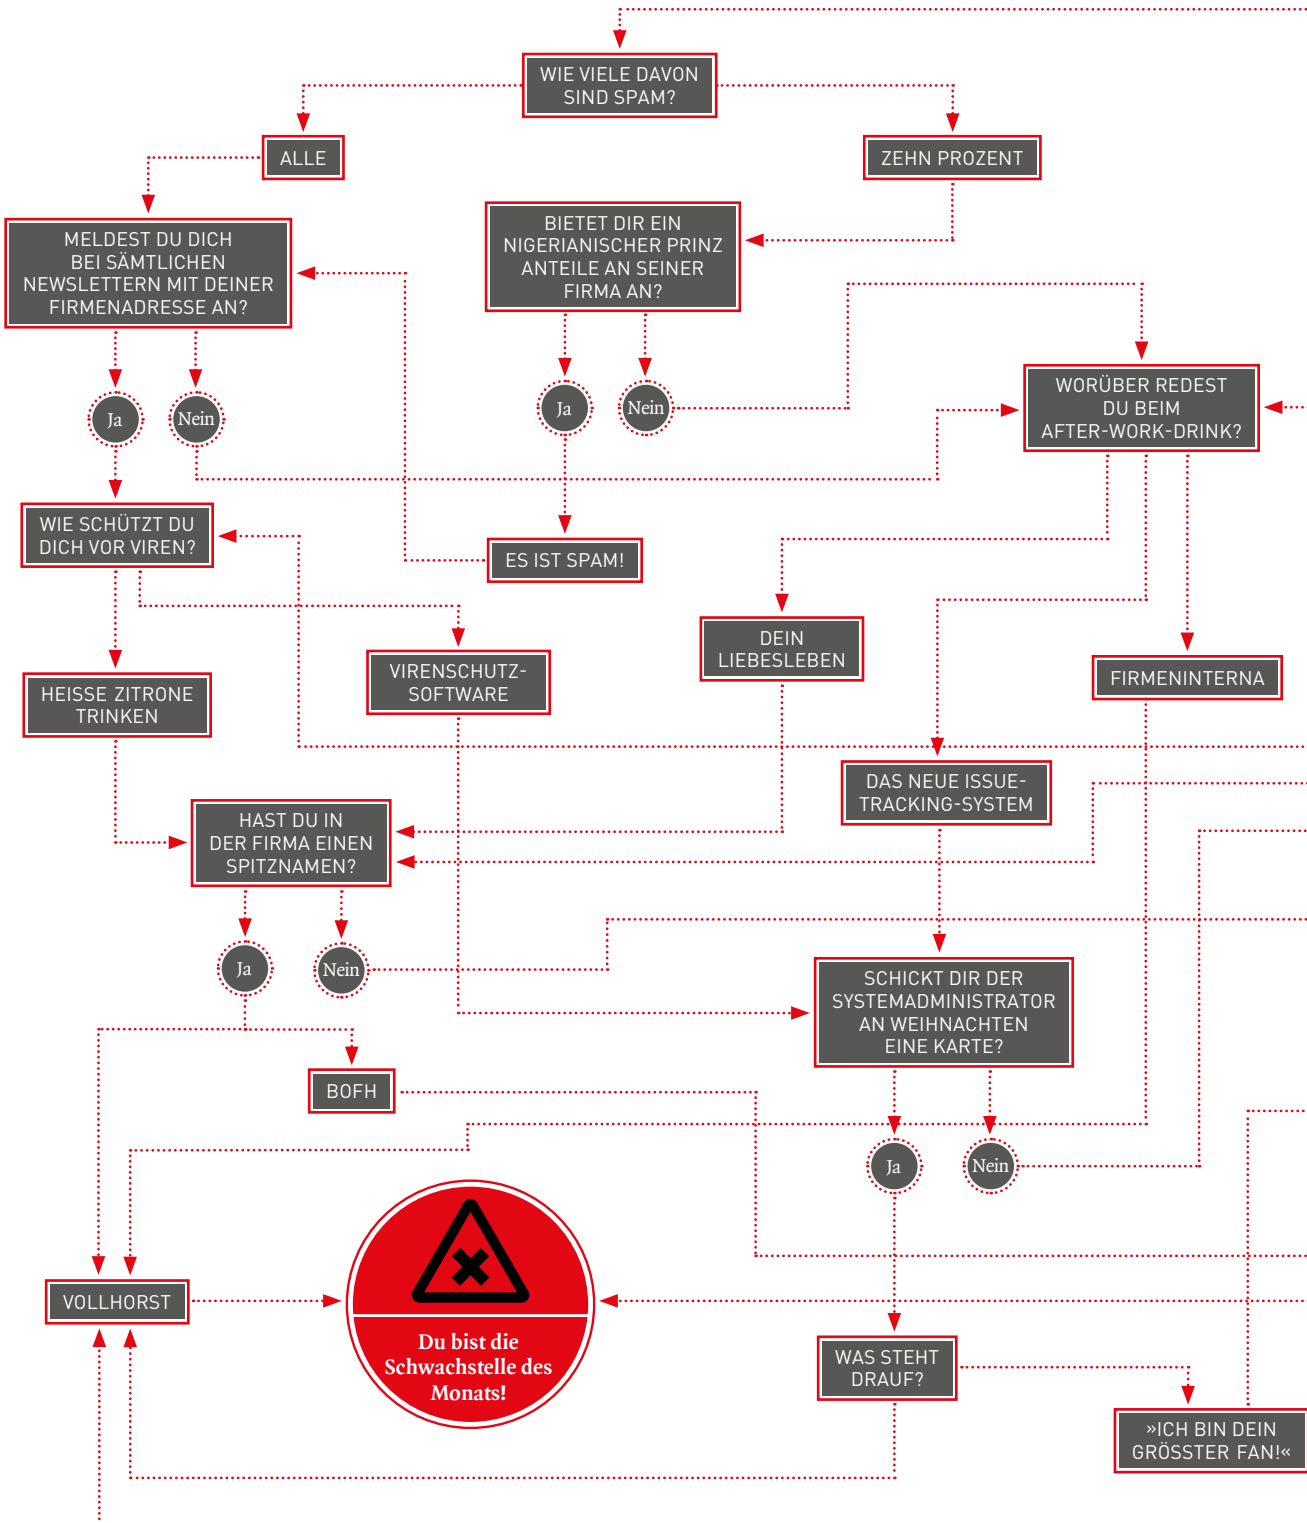 WIE VIELE DAVON
SIND SPAM?
ALLE
ZEHN PROZENT
MELDEST DU DICH
BEI SÄMTLICHEN
NEWSLETTERN MIT DEINER
FIRMENADRESSE AN?
BIETET DIR EIN
NIGERIANISCHER PRINZ
ANTEILE AN SEINER
FIRMA AN?
WORÜBER REDEST
DU BEIM
AFTER-WORK-DRINK?
Ja
Nein
Ja
Nein
WIE SCHÜTZT DU
DICH VOR VIREN?
ES IST SPAM!
DEIN
LIEBESLEBEN
VIRENSCHUTZ-
SOFTWARE
FIRMENINTERNA
HEISSE ZITRONE
TRINKEN
DAS NEUE ISSUE-
TRACKING-SYSTEM
HAST DU IN
DER FIRMA EINEN
SPITZNAMEN?
Ja
Nein
SCHICKT DIR DER
SYSTEMADMINISTRATOR
AN WEIHNACHTEN
EINE KARTE?
BOFH
Ja
Nein
VOLLHORST
Du bist die
Schwachstelle des
Monats!
WAS STEHT
DRAUF?
»ICH BIN DEIN
GRÖSSTER FAN!«